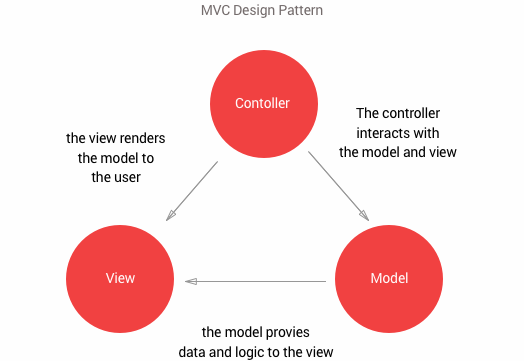 MVC Design Pattern
Contoller
the view renders
the model to
the user
The controller
interacts with
the model and view
View
Model
the model provies
data and logic to the view